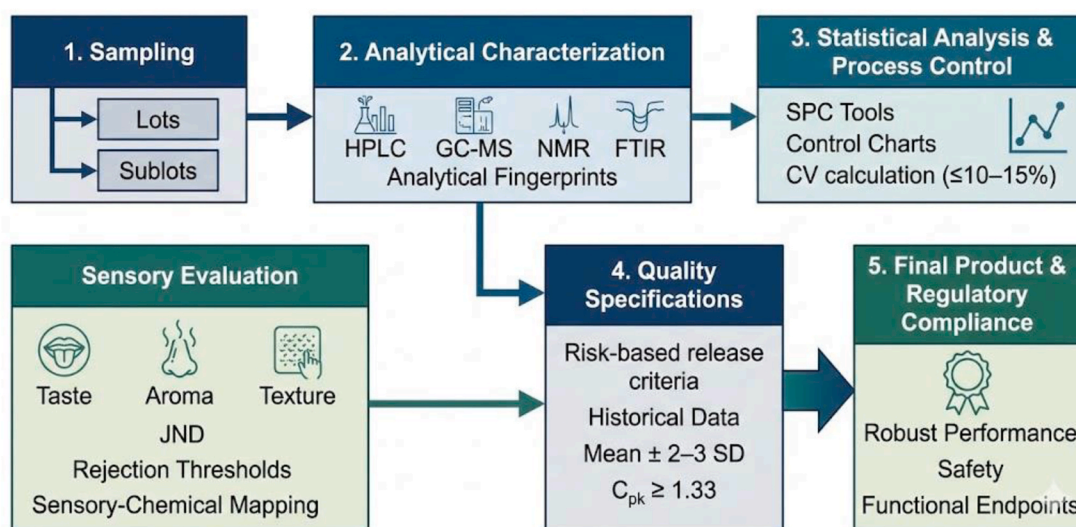 1. Sampling
Lots
Sublots
2. Analytical Characterization
HPLC GC-MS NMR FTIR
Analytical Fingerprints
3. Statistical Analysis &
Process Control
SPC Tools
Control Charts
CV calculation (≤10–15%)
Sensory Evaluation
Taste Aroma Texture
JND
Rejection Thresholds
Sensory-Chemical Mapping
4. Quality
Specifications
Risk-based release
criteria
Historical Data
Mean ± 2–3 SD
Cpk ≥ 1.33
5. Final Product &
Regulatory
Compliance
Robust Performance
Safety
Functional Endpoints